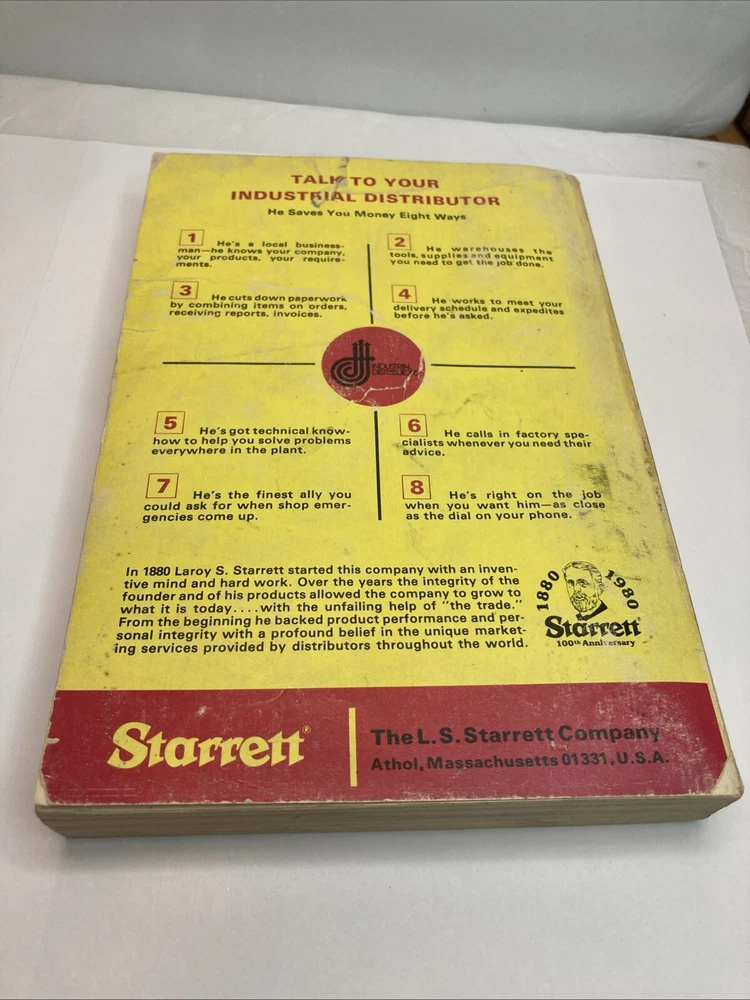 TALK TO YOUR
INDUSTRIAL DISTRIBUTOR
He Saves You Money Eight Ways
1 He's a local business-
man—he knows your company,
your products, your require-
ments.
2 He warehouses the
tools, supplies and equipment
you need to get the job done.
3 He cuts down paperwork
by combining items on orders,
receiving reports, invoices.
4 He works to meet your
delivery schedule and expedites
before he's asked.
INDUSTRIAL
DISTRIBUTION
5 He's got technical know-
how to help you solve problems
everywhere in the plant.
6 He calls in factory spe-
cialists whenever you need their
advice.
7 He's the finest ally you
could ask for when shop emer-
gencies come up.
8 He's right on the job
when you want him—as close
as the dial on your phone.
In 1880 Laroy S. Starrett started this company with an inven-
tive mind and hard work. Over the years the integrity of the
founder and of his products allowed the company to grow to
what it is today....with the unfailing help of "the trade."
From the beginning he backed product performance and per-
sonal integrity with a profound belief in the unique market-
ing services provided by distributors throughout the world.
1880 1980
Starrett
100th Anniversary
Starrett®
The L. S. Starrett Company
Athol, Massachusetts 01331, U.S.A.